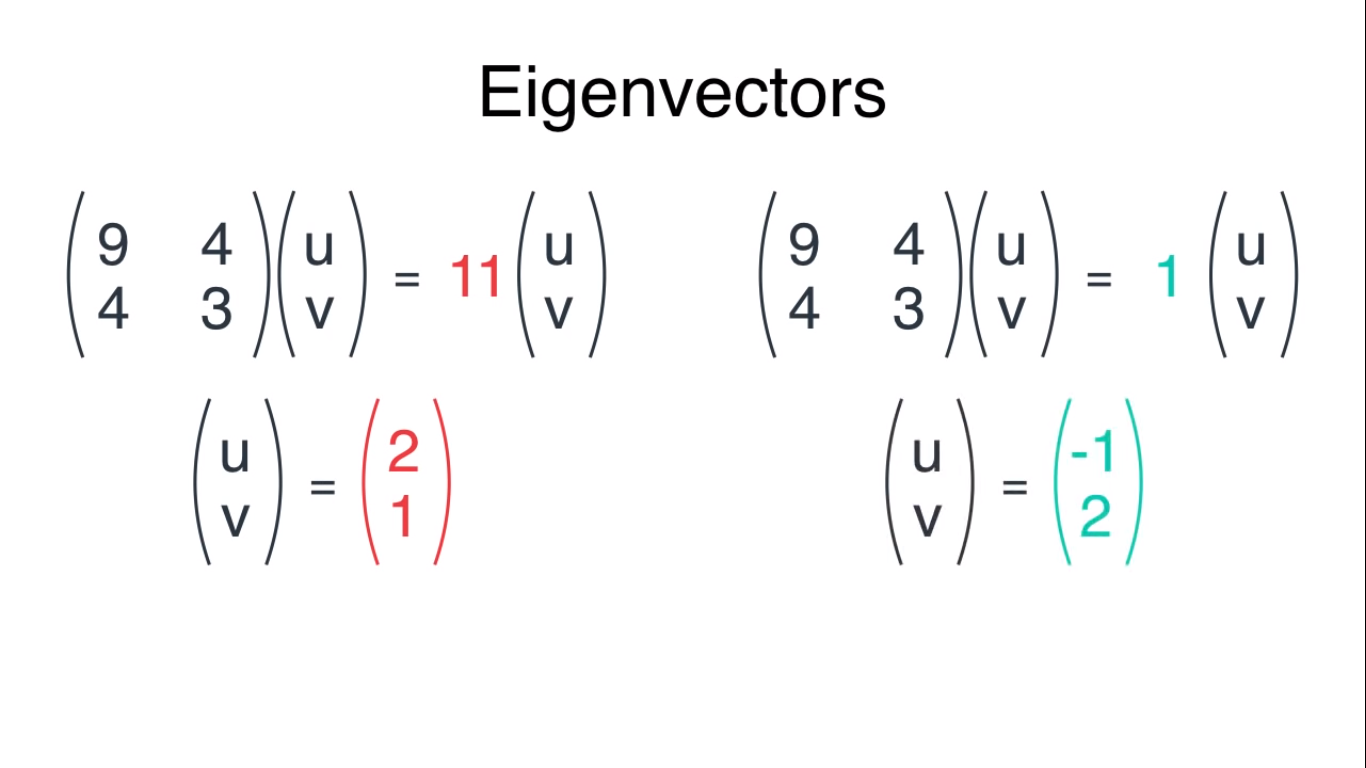 Eigenvectors
9 4 u = 11 u
4 3 v v
u = 2
v 1
9 4 u = 1 u
4 3 v v
u = -1
v 2